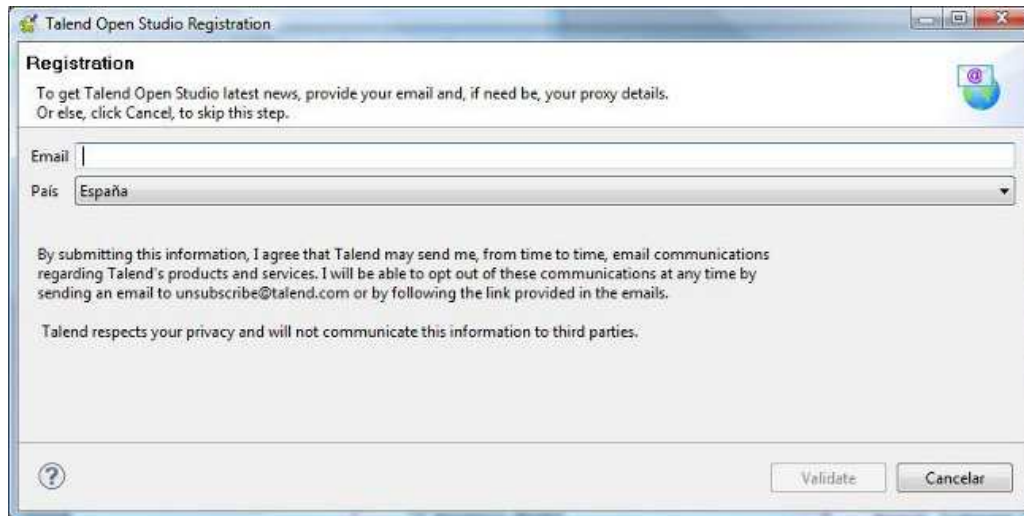 Talend Open Studio Registration
Registration
To get Talend Open Studio latest news, provide your email and, if need be, your proxy details.
Or else, click Cancel, to skip this step.
@
Email
País España
By submitting this information, I agree that Talend may send me, from time to time, email communications
regarding Talend's products and services. I will be able to opt out of these communications at any time by
sending an email to unsubscribe@talend.com or by following the link provided in the emails.
Talend respects your privacy and will not communicate this information to third parties.
?
Validate Cancelar